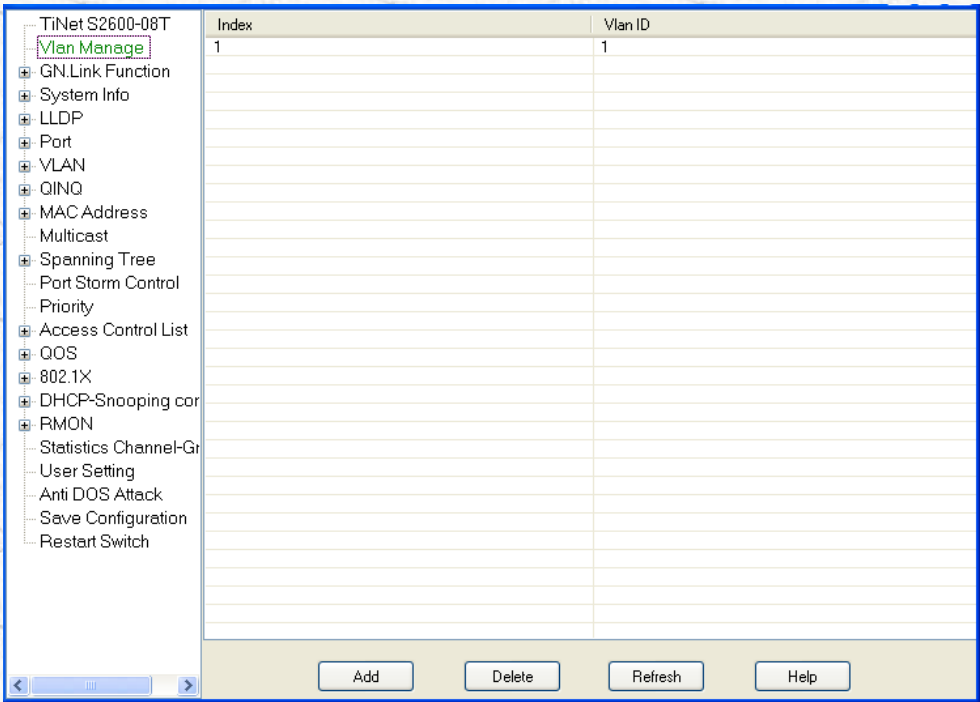 TiNet S2600-08T
Vlan Manage
GN.Link Function
System Info
LLDP
Port
VLAN
QINQ
MAC Address
Multicast
Spanning Tree
Port Storm Control
Priority
Access Control List
QOS
802.1X
DHCP-Snooping cor
RMON
Statistics Channel-Gr
User Setting
Anti DOS Attack
Save Configuration
Restart Switch
Index Vlan ID
1 1
Add Delete Refresh Help